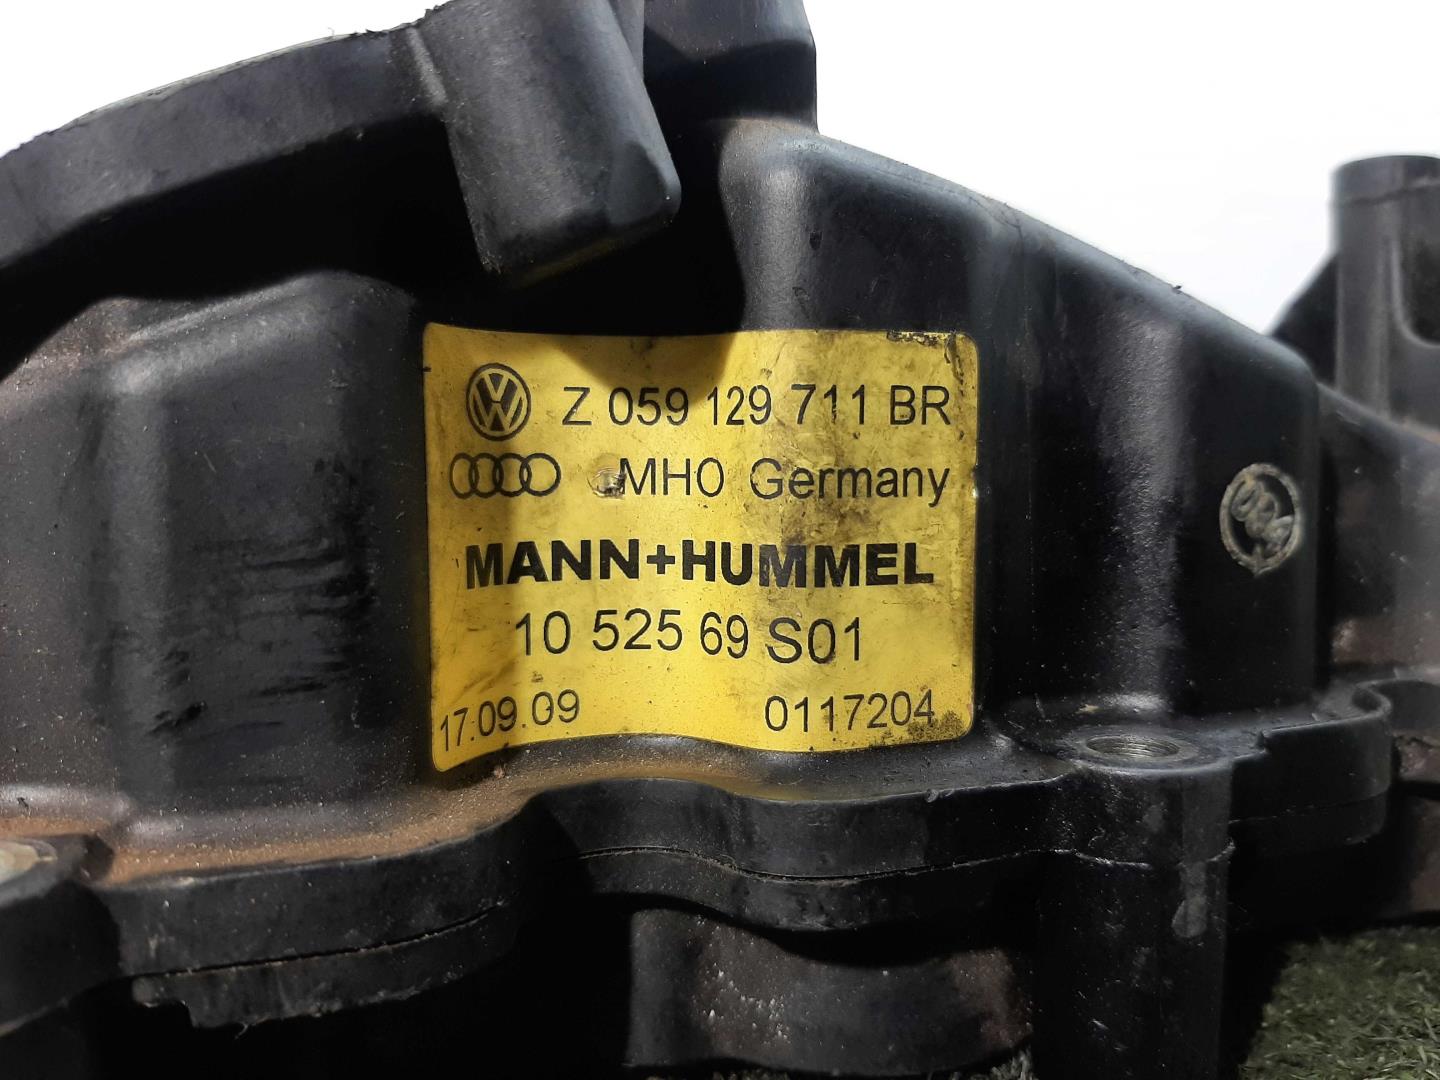 Z 059 129 711 BR
MHO Germany
MANN+HUMMEL
10 525 69 S01
17.09.09 0117204